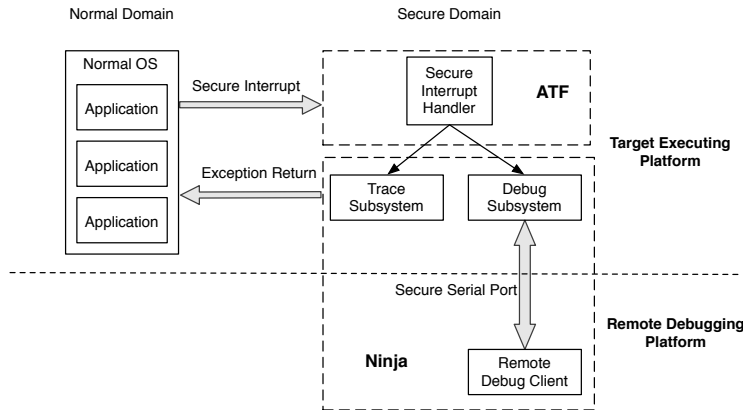 Normal Domain
Secure Domain
Normal OS
Application
Application
Application
Secure Interrupt
Exception Return
Secure
Interrupt
Handler
ATF
Trace
Subsystem
Debug
Subsystem
Target Executing
Platform
Secure Serial Port
Ninja
Remote
Debug Client
Remote Debugging
Platform